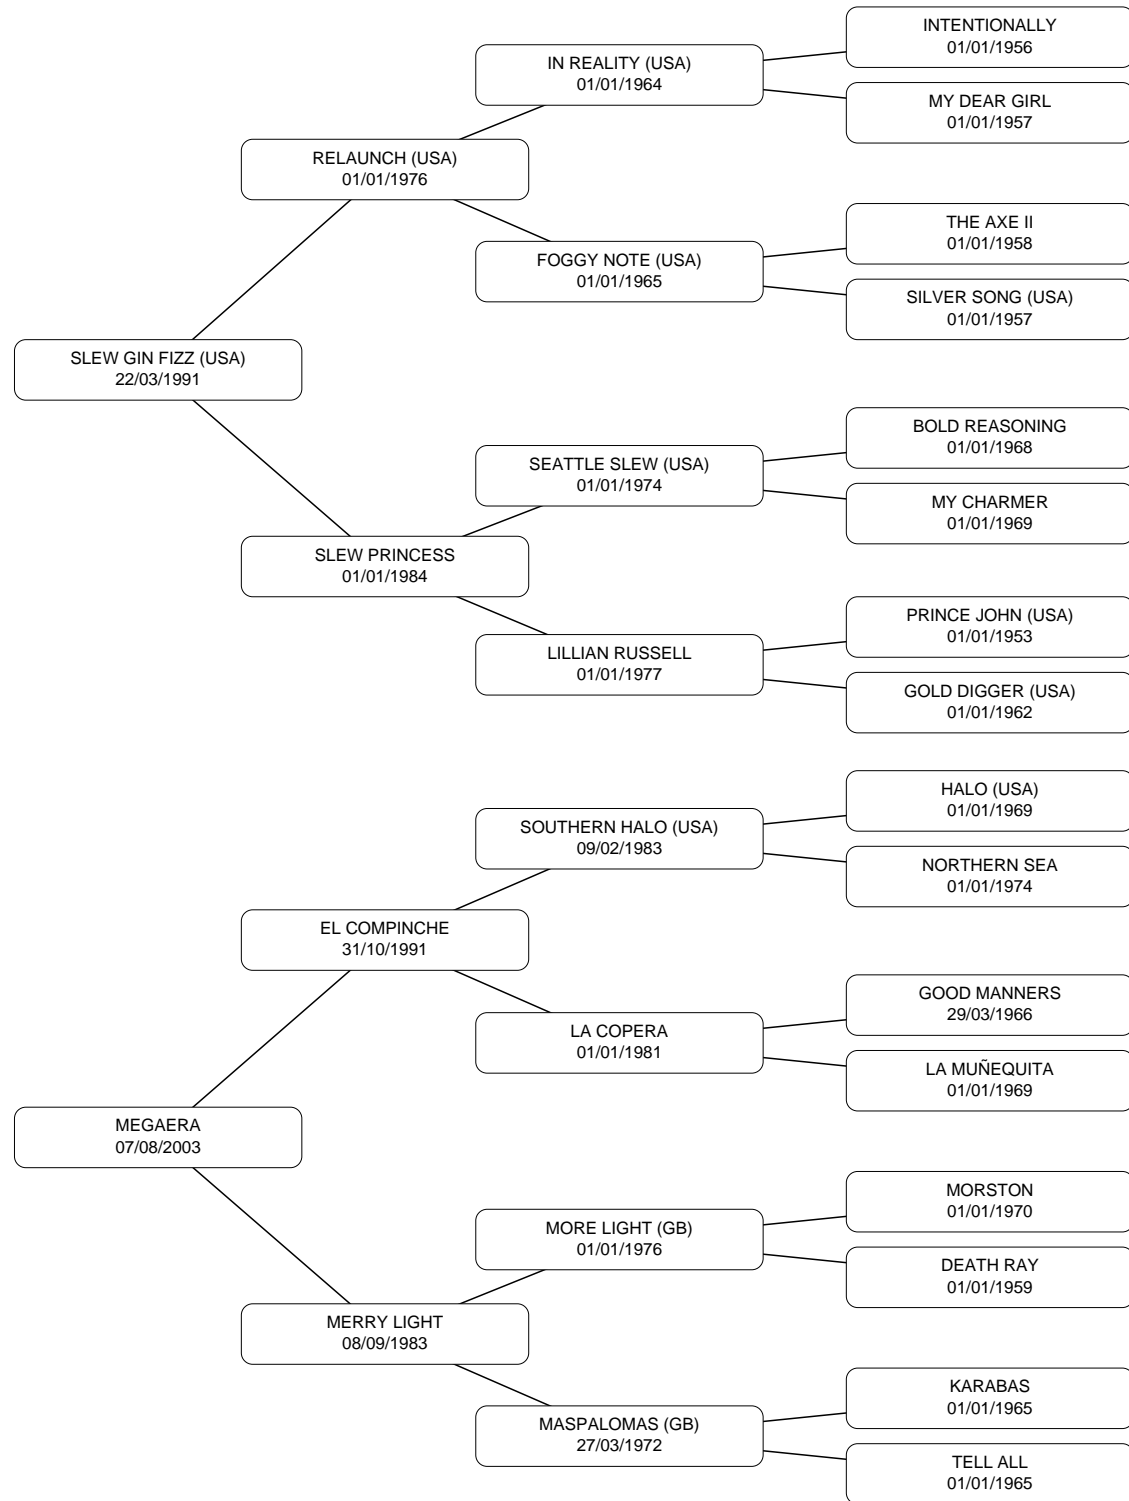 INTENTIONALLY
01/01/1956
IN REALITY (USA)
01/01/1964
MY DEAR GIRL
01/01/1957
RELAUNCH (USA)
01/01/1976
THE AXE II
01/01/1958
FOGGY NOTE (USA)
01/01/1965
SILVER SONG (USA)
01/01/1957
SLEW GIN FIZZ (USA)
22/03/1991
BOLD REASONING
01/01/1968
SEATTLE SLEW (USA)
01/01/1974
MY CHARMER
01/01/1969
SLEW PRINCESS
01/01/1984
PRINCE JOHN (USA)
01/01/1953
LILLIAN RUSSELL
01/01/1977
GOLD DIGGER (USA)
01/01/1962
HALO (USA)
01/01/1969
SOUTHERN HALO (USA)
09/02/1983
NORTHERN SEA
01/01/1974
EL COMPINCHE
31/10/1991
GOOD MANNERS
29/03/1966
LA COPERA
01/01/1981
LA MUÑEQUITA
01/01/1969
MEGAERA
07/08/2003
MORSTON
01/01/1970
MORE LIGHT (GB)
01/01/1976
DEATH RAY
01/01/1959
MERRY LIGHT
08/09/1983
KARABAS
01/01/1965
MASPALOMAS (GB)
27/03/1972
TELL ALL
01/01/1965